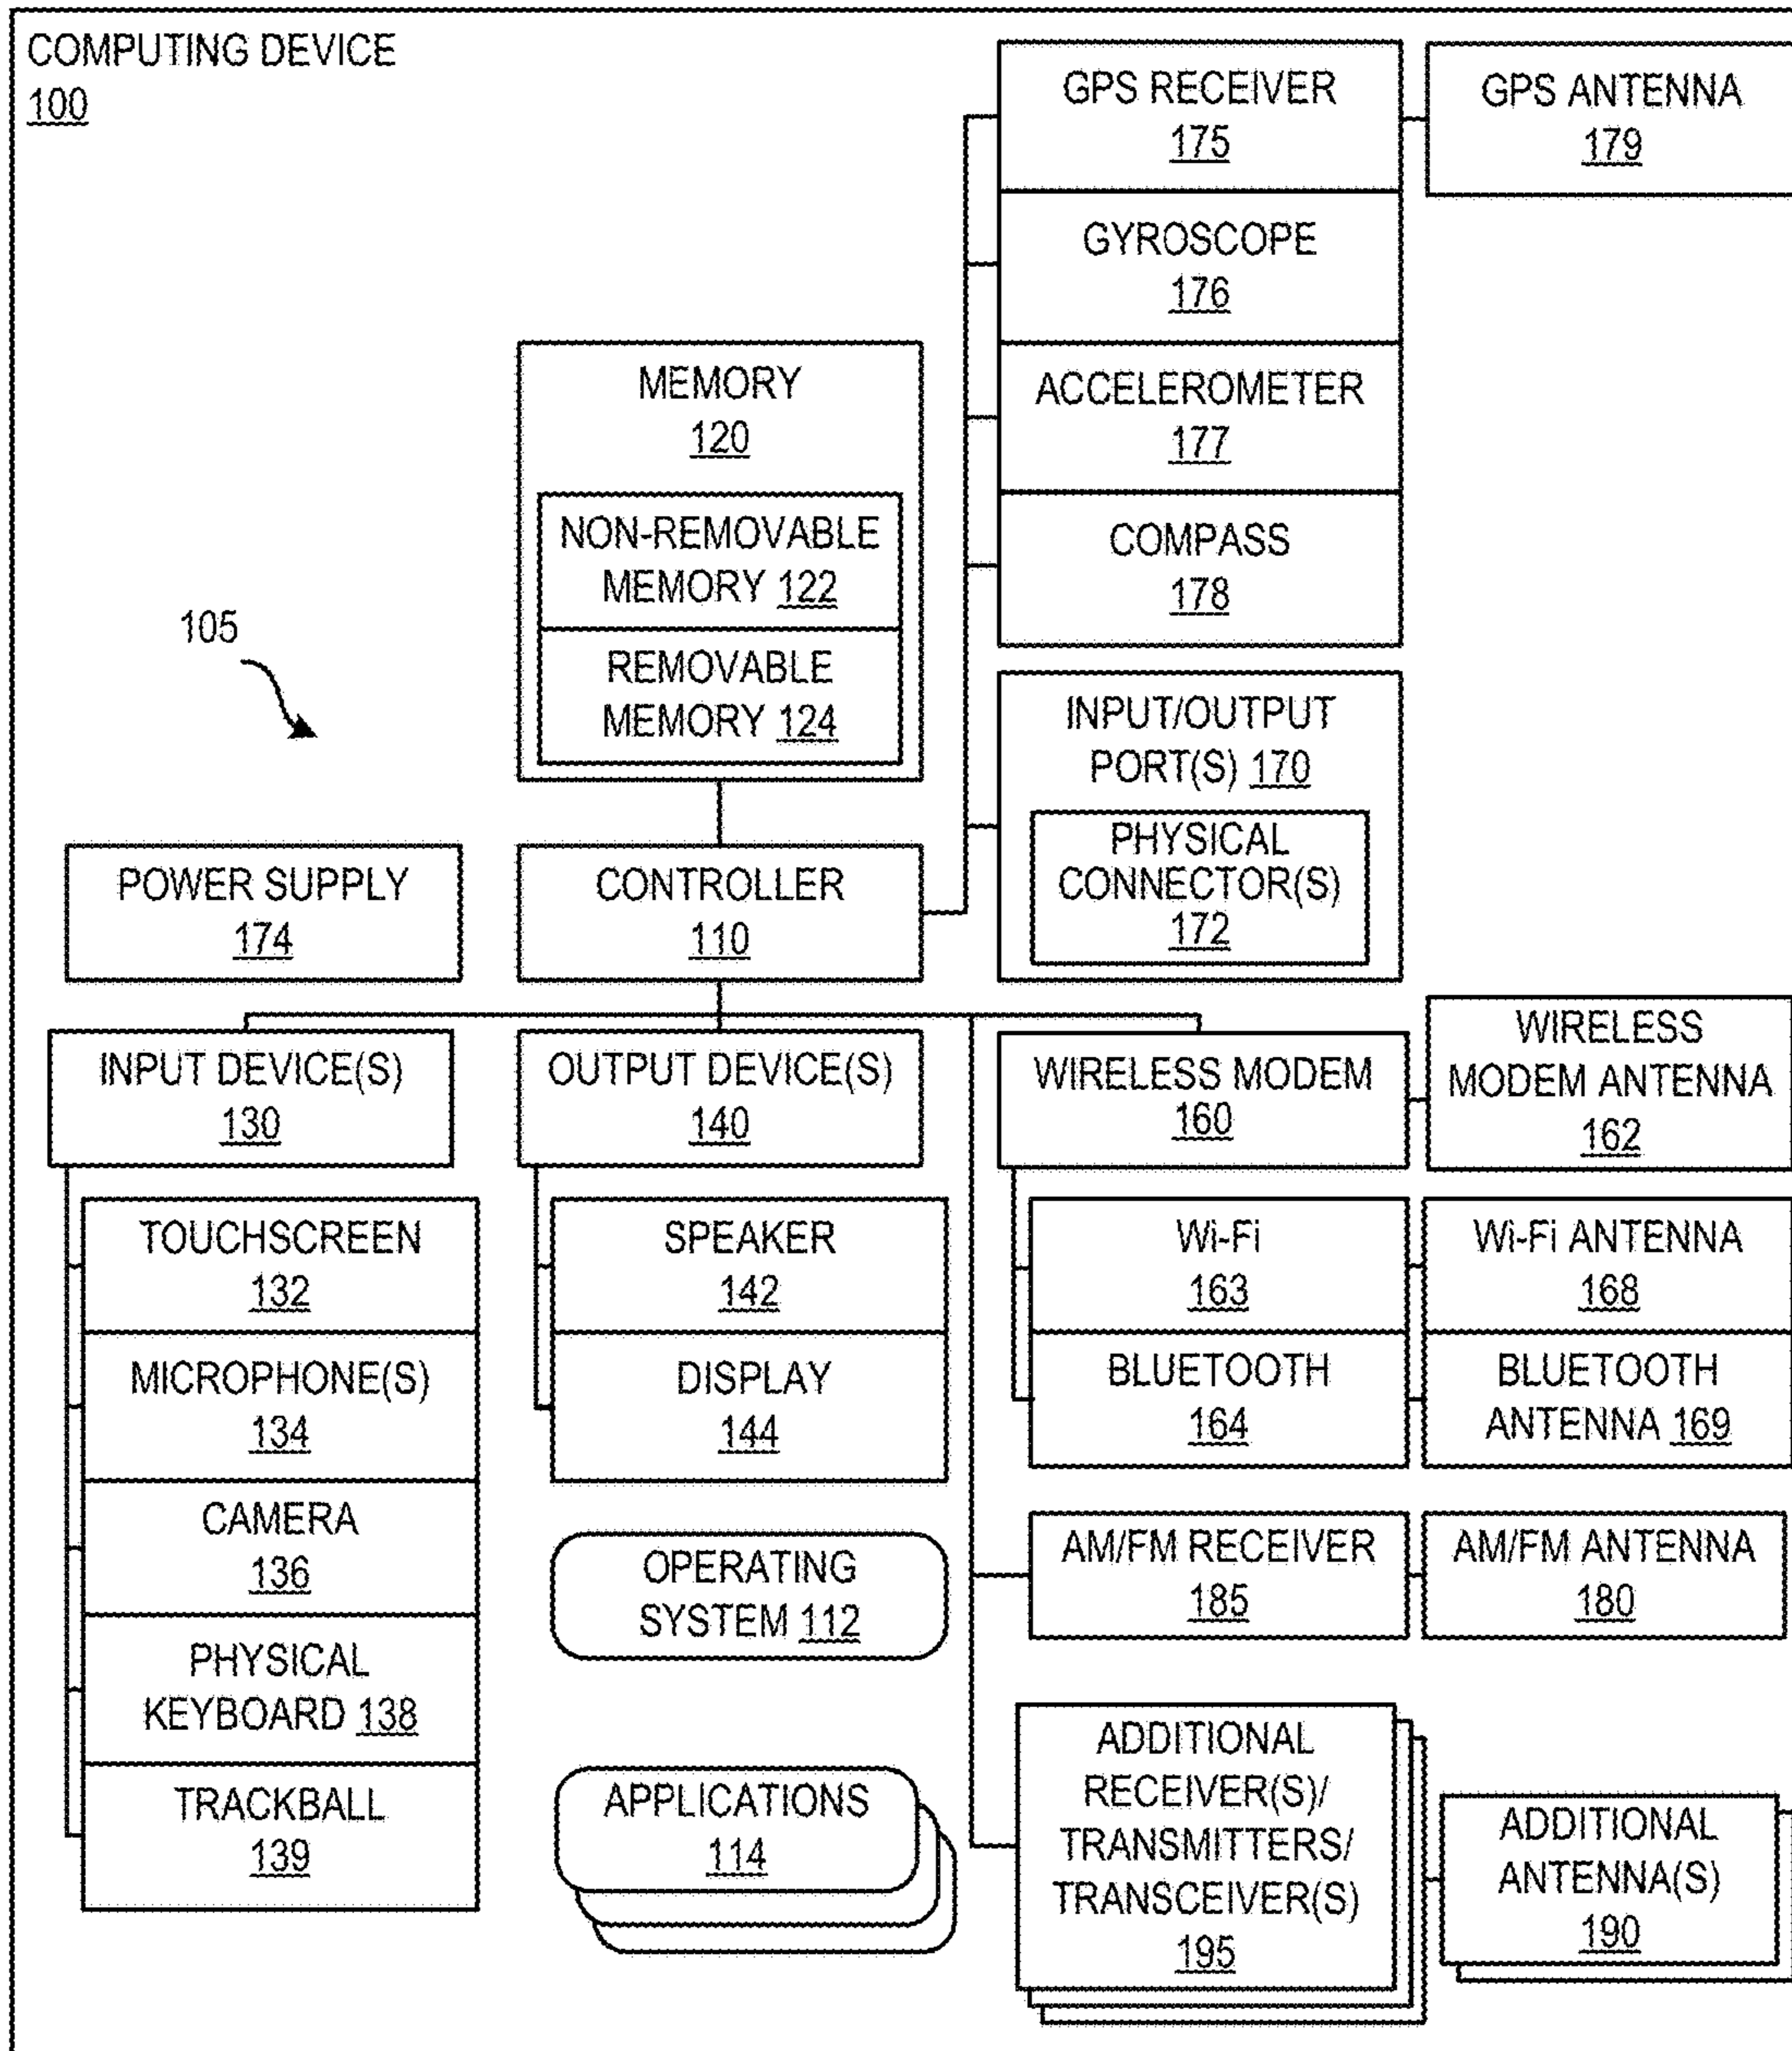 COMPUTING DEVICE
100
GPS RECEIVER
175
GPS ANTENNA
179
GYROSCOPE
176
ACCELEROMETER
177
COMPASS
178
MEMORY
120
NON-REMOVABLE
MEMORY 122
REMOVABLE
MEMORY 124
105
INPUT/OUTPUT
PORT(S) 170
PHYSICAL
CONNECTOR(S)
172
POWER SUPPLY
174
CONTROLLER
110
INPUT DEVICE(S)
130
OUTPUT DEVICE(S)
140
WIRELESS MODEM
160
WIRELESS
MODEM ANTENNA
162
TOUCHSCREEN
132
MICROPHONE(S)
134
CAMERA
136
PHYSICAL
KEYBOARD 138
TRACKBALL
139
SPEAKER
142
DISPLAY
144
OPERATING
SYSTEM 112
APPLICATIONS
114
Wi-Fi
163
Wi-Fi ANTENNA
168
BLUETOOTH
164
BLUETOOTH
ANTENNA 169
AM/FM RECEIVER
185
AM/FM ANTENNA
180
ADDITIONAL
RECEIVER(S)/
TRANSMITTERS/
TRANSCEIVER(S)
195
ADDITIONAL
ANTENNA(S)
190